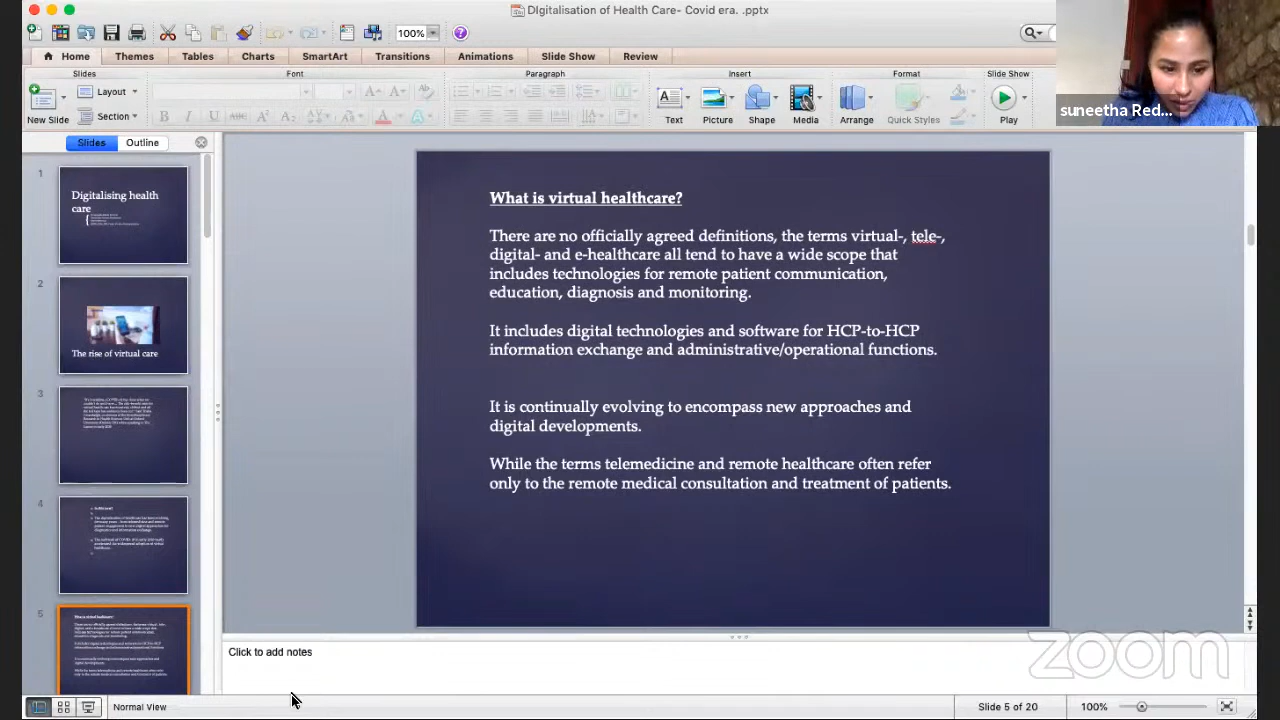 DIgitalisation of Health Care- Covid era. .pptx
100%
Home
Themes
Tables
Charts
SmartArt
Transitions
Animations
Slide Show
Review
Slides
Font
Paragraph
Insert
Format
Slide Show
New Slide
Layout
Section
Text
Picture
Shape
Media
Arrange
Quick Styles
Play
suneetha Red...
Slides
Outline
1
Digitalising health
care
2
The rise of virtual care
3
4
5
What is virtual healthcare?
There are no officially agreed definitions, the terms virtual-, tele-,
digital- and e-healthcare all tend to have a wide scope that
includes technologies for remote patient communication,
education, diagnosis and monitoring.
It includes digital technologies and software for HCP-to-HCP
information exchange and administrative/operational functions.
It is continually evolving to encompass new approaches and
digital developments.
While the terms telemedicine and remote healthcare often refer
only to the remote medical consultation and treatment of patients.
Click to add notes
zoom
Normal View
Slide 5 of 20
100%